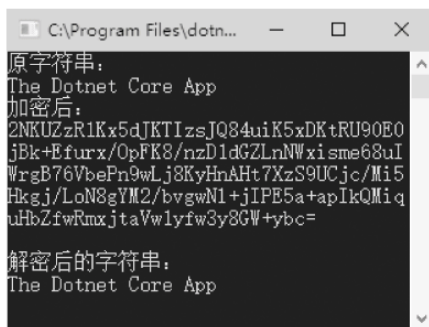 C:\Program Files\dotn...
原字符串：
The Dotnet Core App
加密后：
2NKUZzR1Kx5dJKTIzsJQ84uiK5xDKtRU90E0
jBk+Efurx/OpFK8/nzD1dGZLnNWxisme68uI
WrgB76VbePn9wLj8KyHnAHt7XzS9UCjc/Mi5
Hkgj/LoN8gYM2/bvgwN1+jIPE5a+apIkQMiq
uHbZfwRmxjtaVwlyfw3y8GW+ybc=
解密后的字符串：
The Dotnet Core App